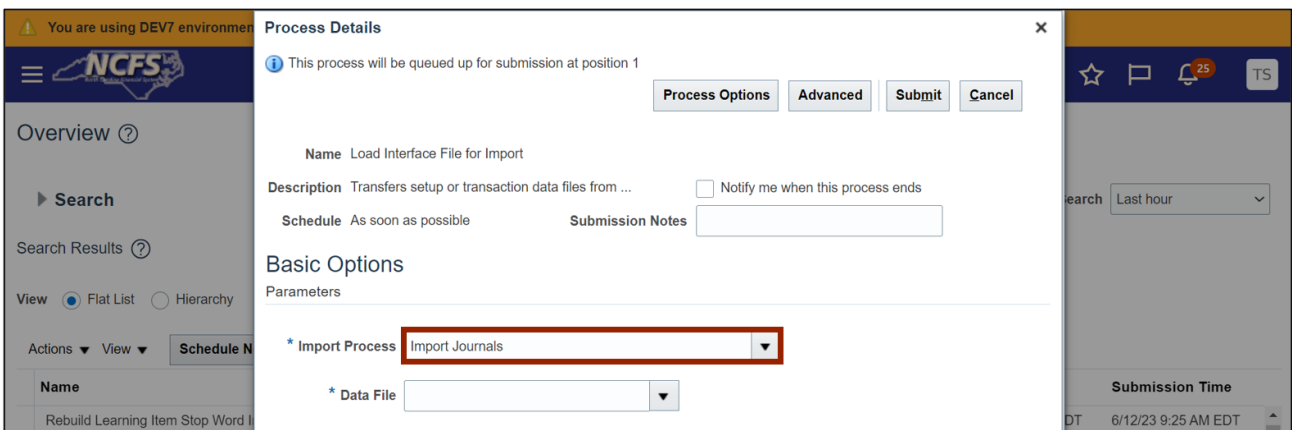 You are using DEV7 environmen
Process Details
This process will be queued up for submission at position 1
NCFS
25
TS
Process Options Advanced Submit Cancel
Overview
Name Load Interface File for Import
Description Transfers setup or transaction data files from ...
Notify me when this process ends
Search
earch Last hour
Schedule As soon as possible
Submission Notes
Search Results
Basic Options
Parameters
View Flat List Hierarchy
* Import Process Import Journals
Actions View Schedule N
* Data File
Name
Submission Time
Rebuild Learning Item Stop Word I
DT 6/12/23 9:25 AM EDT